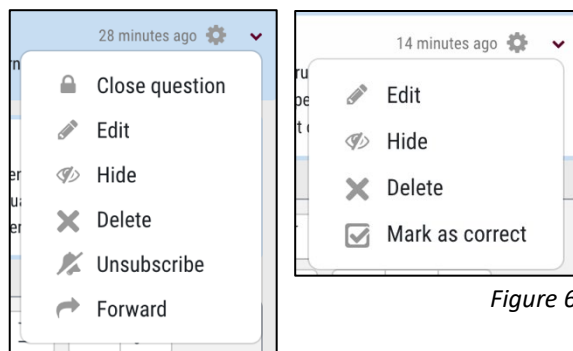 28 minutes ago
Close question
Edit
Hide
Delete
Unsubscribe
Forward
14 minutes ago
Edit
Hide
Delete
Mark as correct
Figure 6